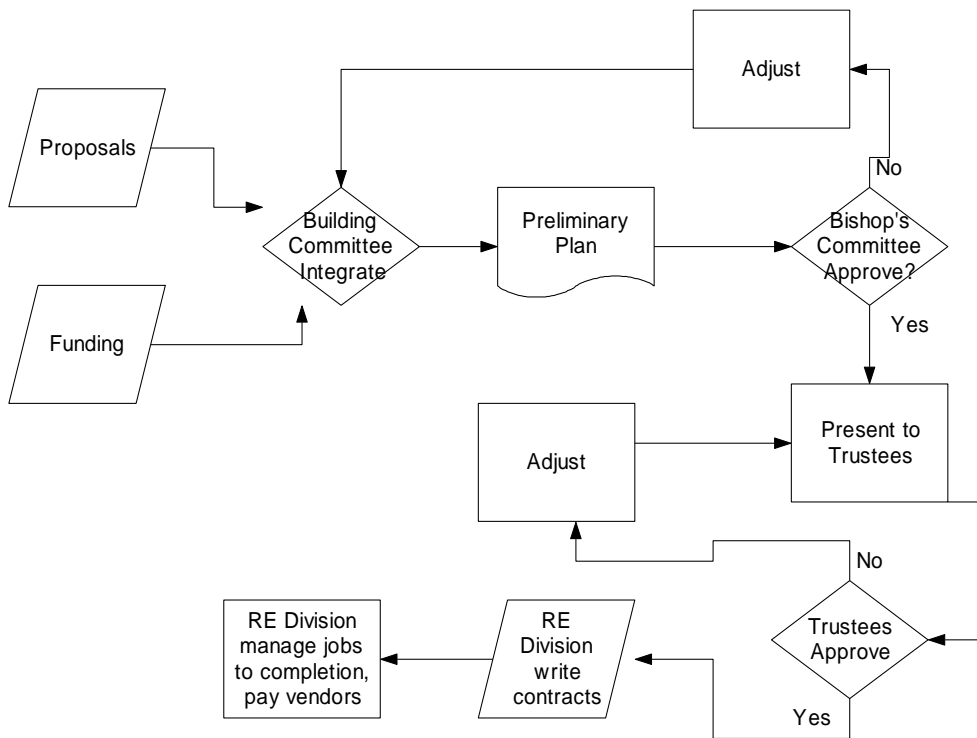 Adjust
Proposals
No
Building
Committee
Integrate
Preliminary
Plan
Bishop's
Committee
Approve?
Funding
Yes
Adjust
Present to
Trustees
No
RE Division
manage jobs
to completion,
pay vendors
RE
Division
write
contracts
Trustees
Approve
Yes